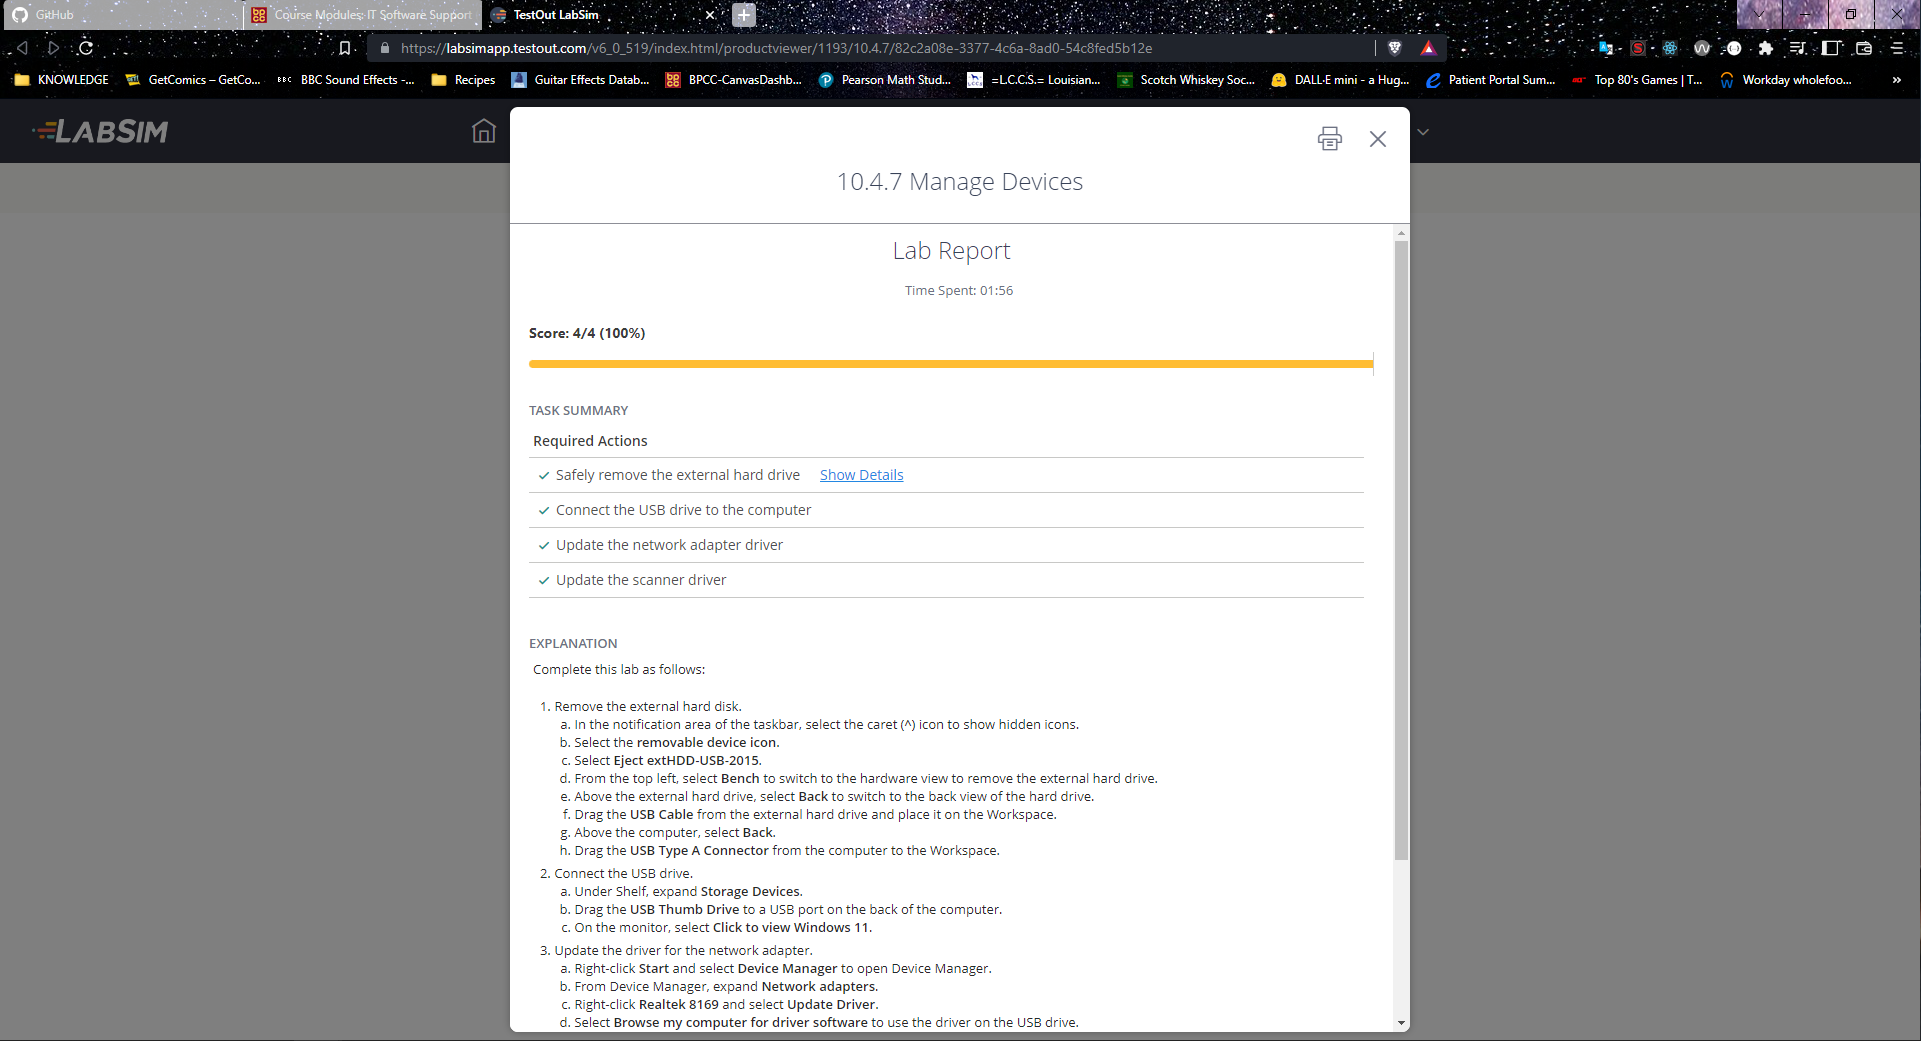 GitHub
Course Modules: IT Software Support
TestOut LabSim
https://labsimapp.testout.com/v6_0_519/index.html/productviewer/1193/10.4.7/82c2a08e-3377-4c6a-8ad0-54c8fed5b12e
KNOWLEDGE
GetComics – GetCo...
BBC BBC Sound Effects -...
Recipes
Guitar Effects Datab...
BPCC-CanvasDashb...
Pearson Math Stud...
=L.C.C.S.= Louisian...
Scotch Whiskey Soc...
DALL·E mini - a Hug...
Patient Portal Sum...
Top 80's Games | T...
Workday wholefoo...
»
LABSIM
10.4.7 Manage Devices
Lab Report
Time Spent: 01:56
Score: 4/4 (100%)
TASK SUMMARY
Required Actions
Safely remove the external hard drive Show Details
Connect the USB drive to the computer
Update the network adapter driver
Update the scanner driver
EXPLANATION
Complete this lab as follows:
1. Remove the external hard disk.
a. In the notification area of the taskbar, select the caret (^) icon to show hidden icons.
b. Select the removable device icon.
c. Select Eject extHDD-USB-2015.
d. From the top left, select Bench to switch to the hardware view to remove the external hard drive.
e. Above the external hard drive, select Back to switch to the back view of the hard drive.
f. Drag the USB Cable from the external hard drive and place it on the Workspace.
g. Above the computer, select Back.
h. Drag the USB Type A Connector from the computer to the Workspace.
2. Connect the USB drive.
a. Under Shelf, expand Storage Devices.
b. Drag the USB Thumb Drive to a USB port on the back of the computer.
c. On the monitor, select Click to view Windows 11.
3. Update the driver for the network adapter.
a. Right-click Start and select Device Manager to open Device Manager.
b. From Device Manager, expand Network adapters.
c. Right-click Realtek 8169 and select Update Driver.
d. Select Browse my computer for driver software to use the driver on the USB drive.